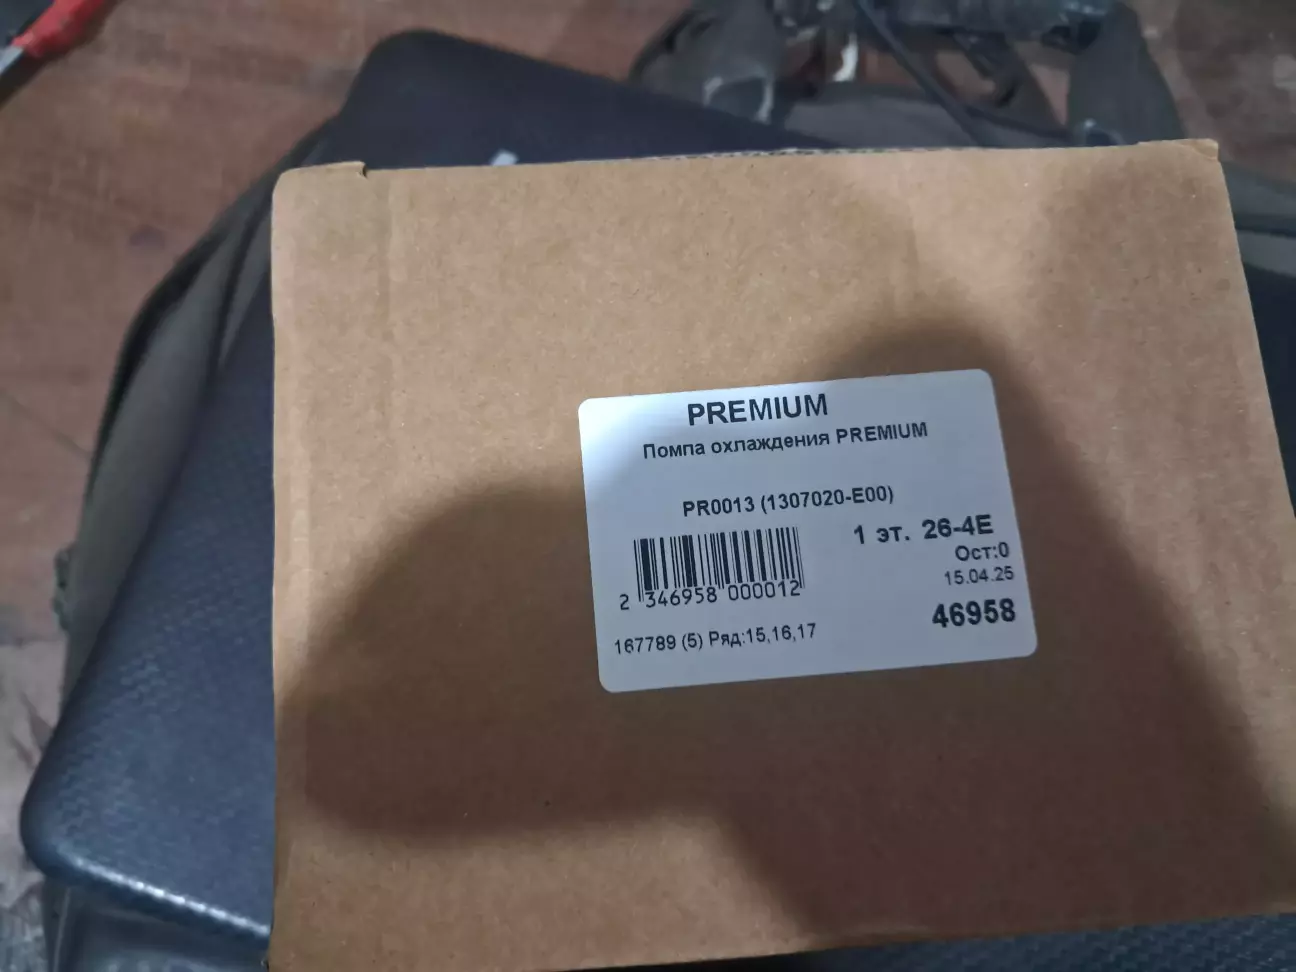 PREMIUM
Помпа охлаждения PREMIUM
PR0013 (1307020-E00)
1 эт. 26-4E
Ост:0
15.04.25
2 346958 000012
46958
167789 (5) Ряд:15,16,17